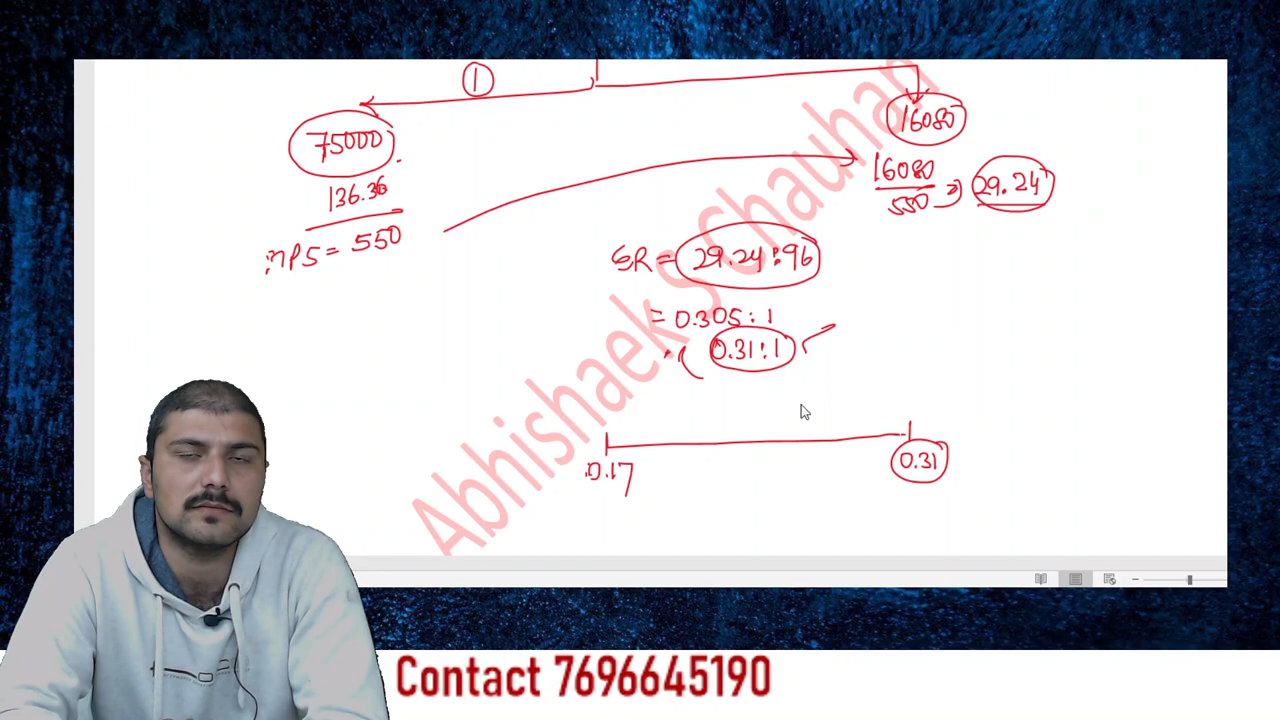 1
75000
16080
136.36
MPS = 550
16080
550
29.24
ER = 29.24 : 96
= 0.305 : 1
0.31 : 1
0.17
0.31
Abhishaek S Chauhan
Contact 7696645190